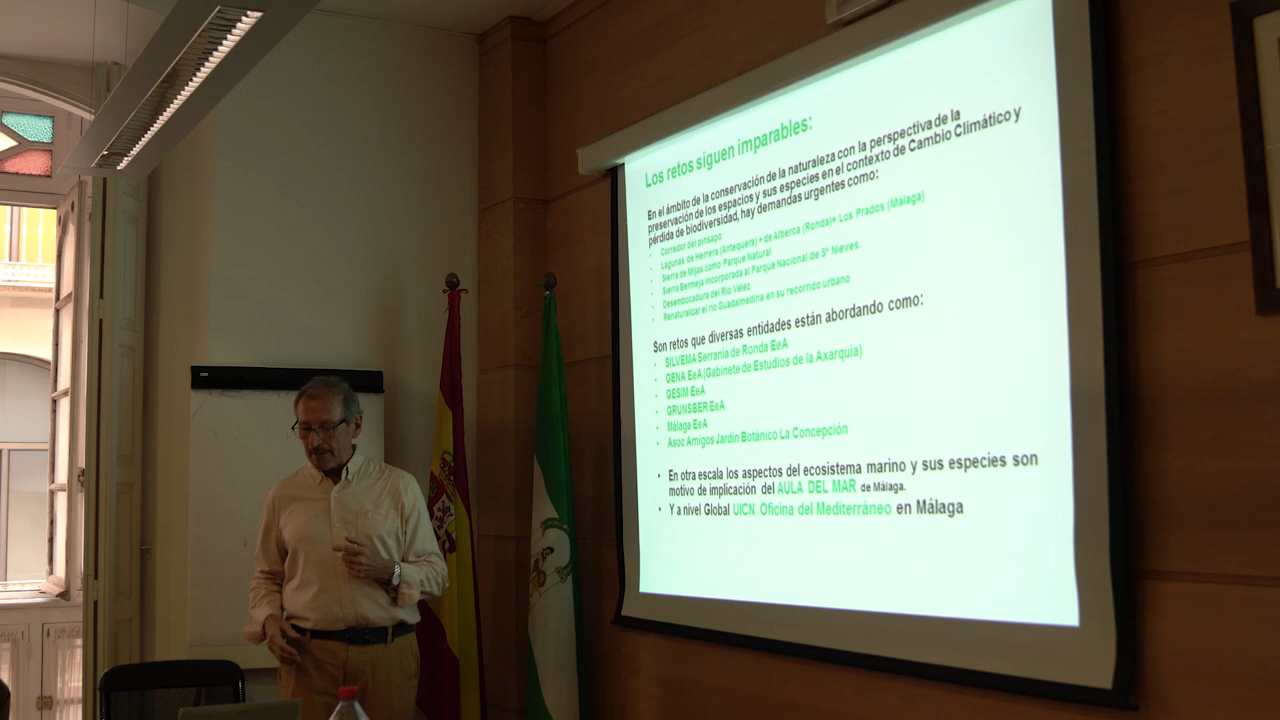 Los retos siguen imparables:
En el ámbito de la conservación de la naturaleza con la perspectiva de la
preservación de los espacios y sus especies en el contexto de Cambio Climático y
pérdida de biodiversidad, hay demandas urgentes como:
• Corredor del pinsapo
• Lagunas de Herrera (Antequera) + de Alberca (Ronda)+ Los Prados (Málaga)
• Sierra de Mijas como Parque Natural
• Sierra Bermeja incorporada al Parque Nacional de Sª Nieves.
• Desembocadura del Río Vélez
• Renaturalizar el río Guadalmedina en su recorrido urbano
Son retos que diversas entidades están abordando como:
• SILVEMA Serranía de Ronda EeA
• GENA EeA (Gabinete de Estudios de la Axarquía)
• GESIM EeA
• GRUNSBER EeA
• Málaga EeA
• Asoc Amigos Jardín Botánico La Concepción
• En otra escala los aspectos del ecosistema marino y sus especies son
motivo de implicación del AULA DEL MAR de Málaga.
• Y a nivel Global UICN Oficina del Mediterráneo en Málaga